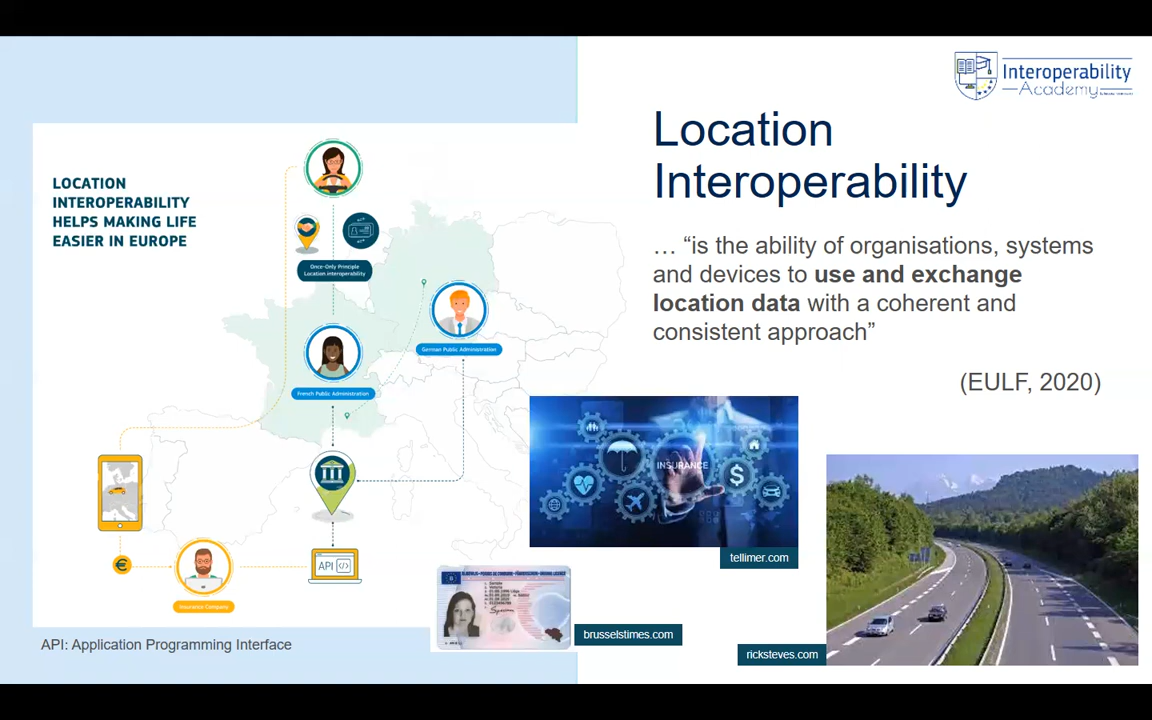 Interoperability
Academy
Location
Interoperability
… “is the ability of organisations, systems
and devices to use and exchange
location data with a coherent and
consistent approach”
(EULF, 2020)
LOCATION
INTEROPERABILITY
HELPS MAKING LIFE
EASIER IN EUROPE
Once-Only Principle
Location interoperability
German Public Administration
French Public Administration
API </>
€
Insurance Company
API: Application Programming Interface
INSURANCE
$
tellimer.com
Specimen
brusselstimes.com
ricksteves.com